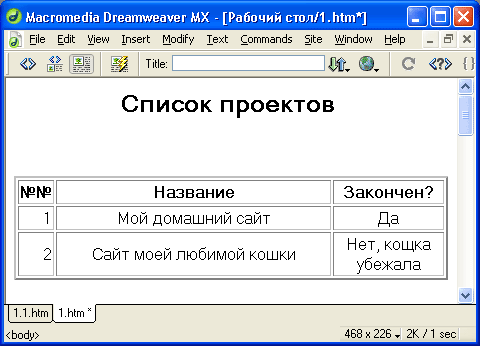 Macromedia Dreamweaver MX - [Рабочий стол/1.htm*]
File Edit View Insert Modify Text Commands Site Window Help
Title:
Список проектов
№№ Название Закончен?
1 Мой домашний сайт Да
2 Сайт моей любимой кошки Нет, кощка
убежала
1.1.htm 1.htm *
<body> 468 x 226 2K / 1 sec